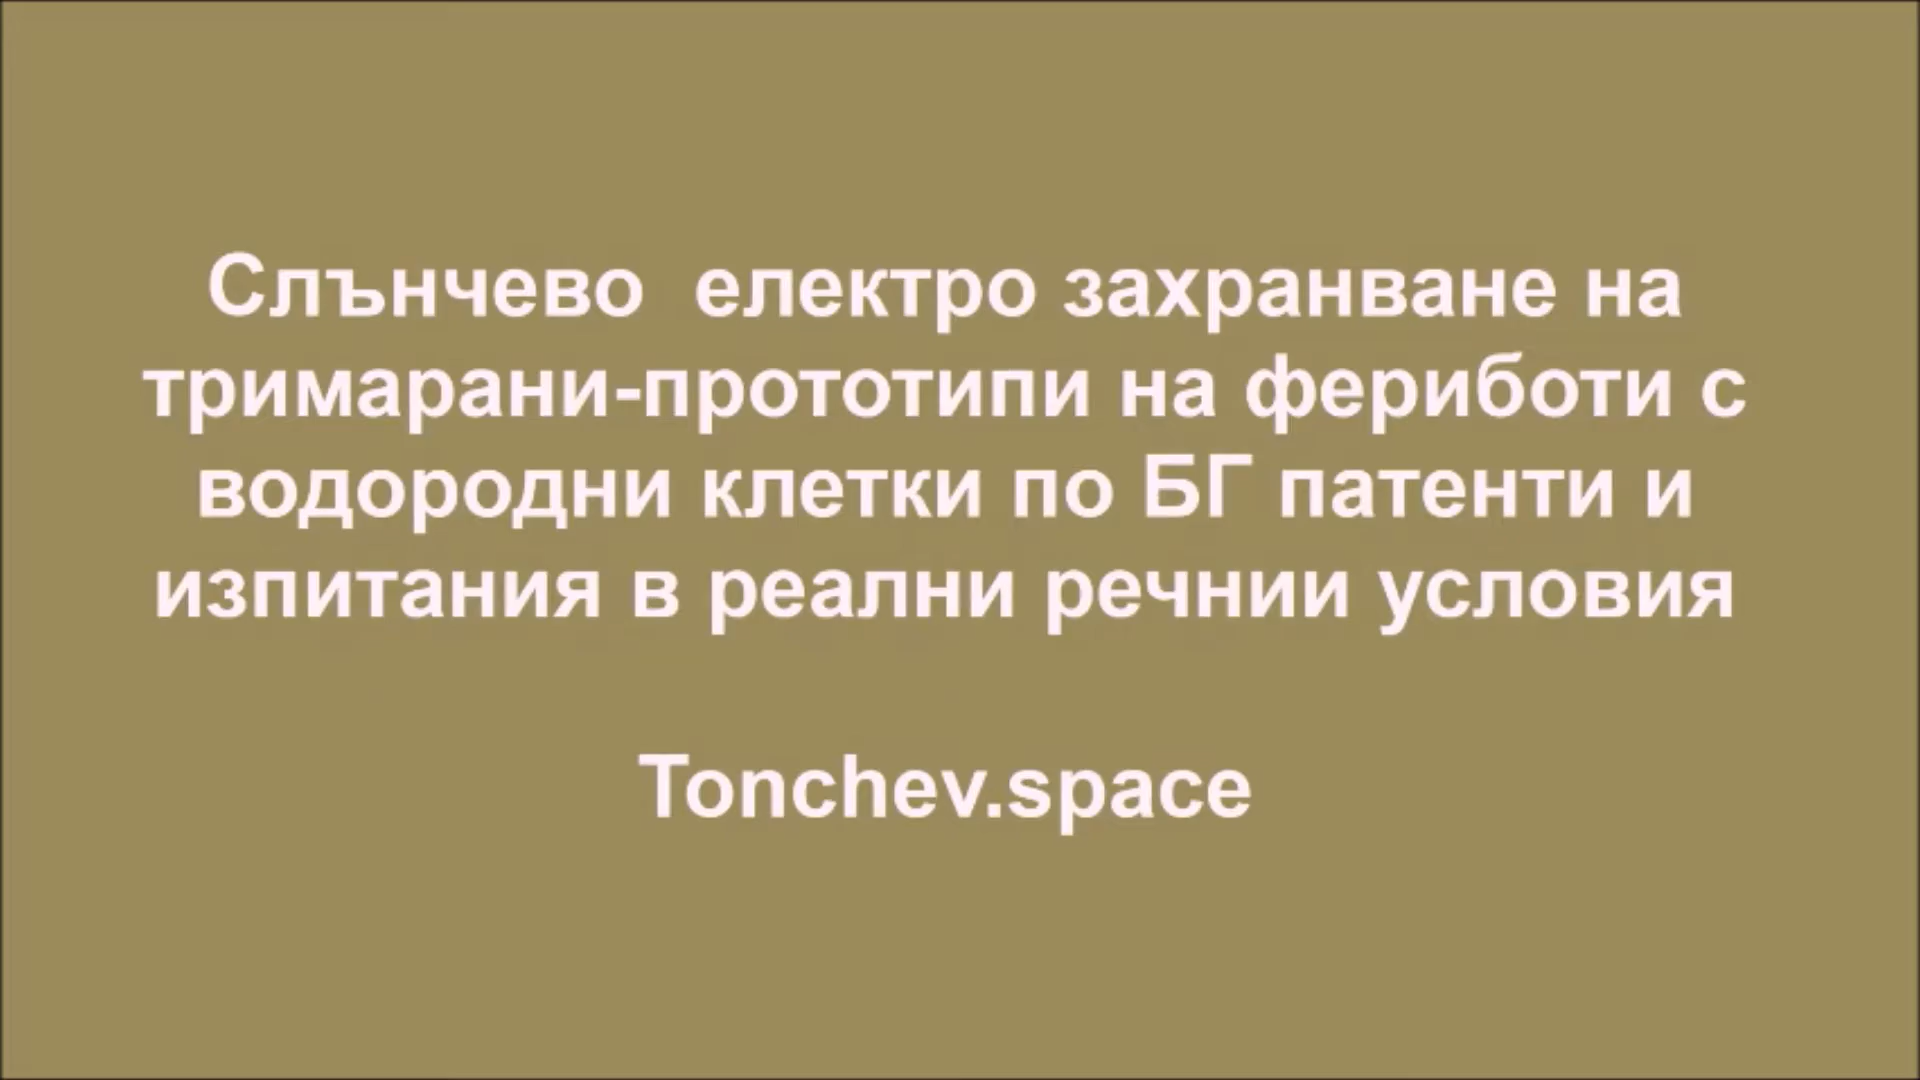 Слънчево  електро захранване на
тримарани-прототипи на фериботи с
водородни клетки по БГ патенти и
изпитания в реални речнии условия
Tonchev.space